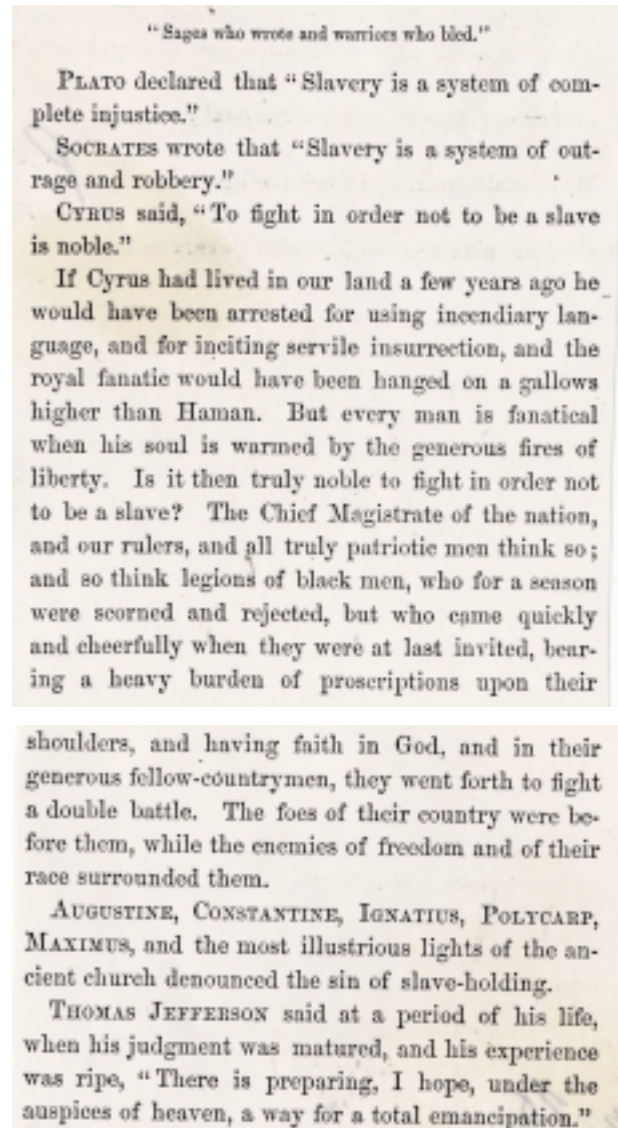 "Sages who wrote and warriors who bled."
PLATO declared that "Slavery is a system of com-
plete injustice."
SOCRATES wrote that "Slavery is a system of out-
rage and robbery."
CYRUS said, "To fight in order not to be a slave
is noble."
If Cyrus had lived in our land a few years ago he
would have been arrested for using incendiary lan-
guage, and for inciting servile insurrection, and the
royal fanatic would have been hanged on a gallows
higher than Haman. But every man is fanatical
when his soul is warmed by the generous fires of
liberty. Is it then truly noble to fight in order not
to be a slave? The Chief Magistrate of the nation,
and our rulers, and all truly patriotic men think so;
and so think legions of black men, who for a season
were scorned and rejected, but who came quickly
and cheerfully when they were at last invited, bear-
ing a heavy burden of proscriptions upon their
shoulders, and having faith in God, and in their
generous fellow-countrymen, they went forth to fight
a double battle. The foes of their country were be-
fore them, while the enemies of freedom and of their
race surrounded them.
AUGUSTINE, CONSTANTINE, IGNATIUS, POLYCARP,
MAXIMUS, and the most illustrious lights of the an-
cient church denounced the sin of slave-holding.
THOMAS JEFFERSON said at a period of his life,
when his judgment was matured, and his experience
was ripe, "There is preparing, I hope, under the
auspices of heaven, a way for a total emancipation."